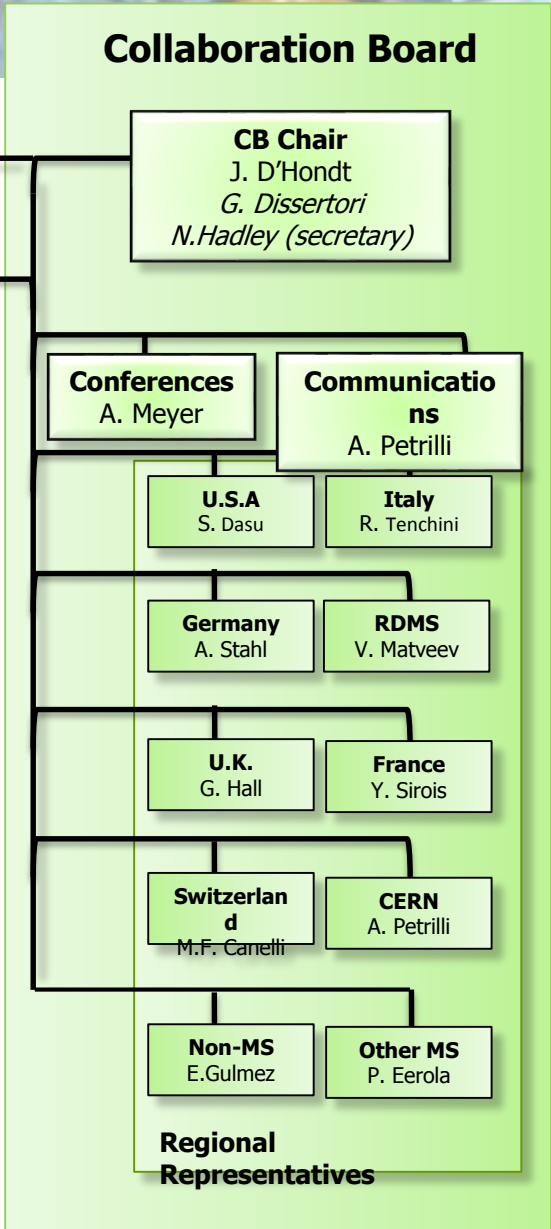 Collaboration Board
CB Chair
J. D'Hondt
G. Dissertori
N.Hadley (secretary)
Conferences
A. Meyer
Communicatio
ns
A. Petrilli
U.S.A
S. Dasu
Italy
R. Tenchini
Germany
A. Stahl
RDMS
V. Matveev
U.K.
G. Hall
France
Y. Sirois
Switzerlan
d
M.F. Canelli
CERN
A. Petrilli
Non-MS
E.Gulmez
Other MS
P. Eerola
Regional
Representatives